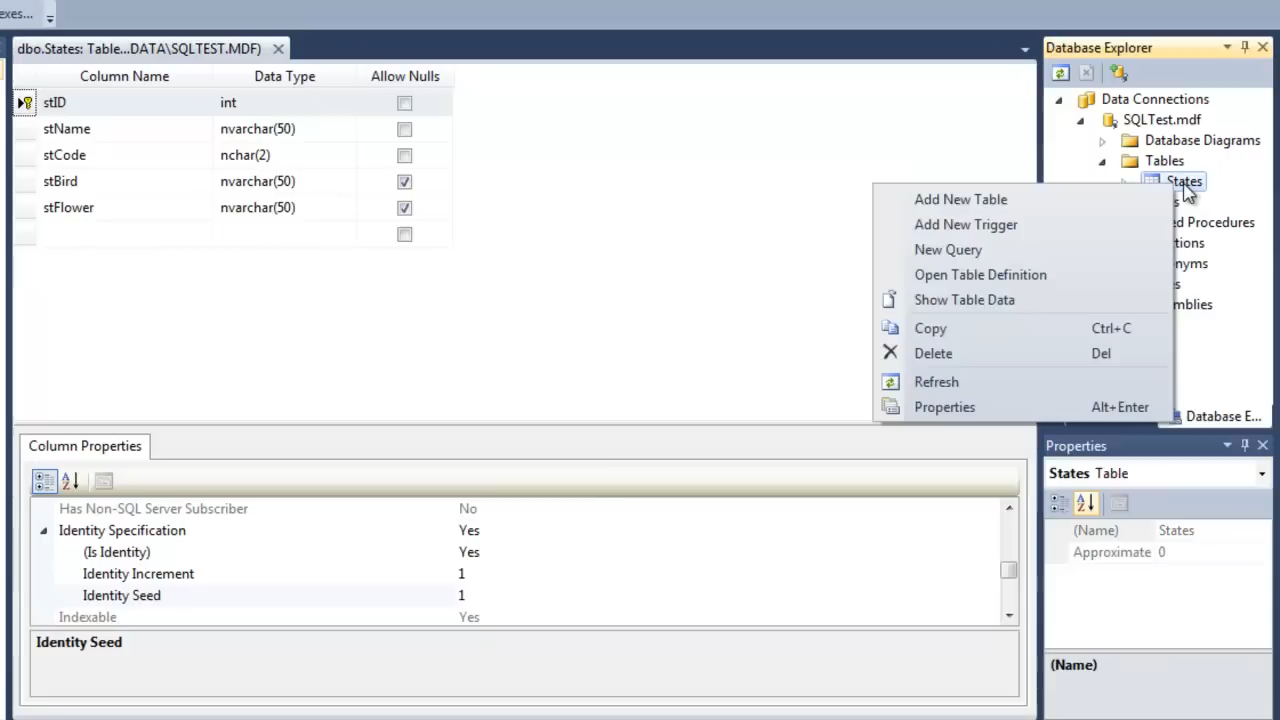 exes...
dbo.States: Table...DATA\SQLTEST.MDF)
Column Name Data Type Allow Nulls
stID int
stName nvarchar(50)
stCode nchar(2)
stBird nvarchar(50)
stFlower nvarchar(50)
Column Properties
Has Non-SQL Server Subscriber No
Identity Specification Yes
(Is Identity) Yes
Identity Increment 1
Identity Seed 1
Indexable Yes
Identity Seed
Add New Table
Add New Trigger
New Query
Open Table Definition
Show Table Data
Copy Ctrl+C
Delete Del
Refresh
Properties Alt+Enter
Database Explorer
Data Connections
SQLTest.mdf
Database Diagrams
Tables
States
s
ed Procedures
tions
nyms
es
mblies
Database E...
Properties
States Table
(Name) States
Approximate 0
(Name)